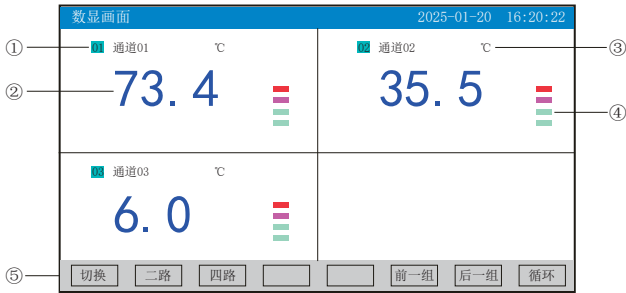 数显画面 2025-01-20 16:20:22
① 01 通道01 ℃ 02 通道02 ℃ ③
② 73.4 35.5
④
03 通道03 ℃
6.0
⑤ 切换 二路 四路 前一组 后一组 循环